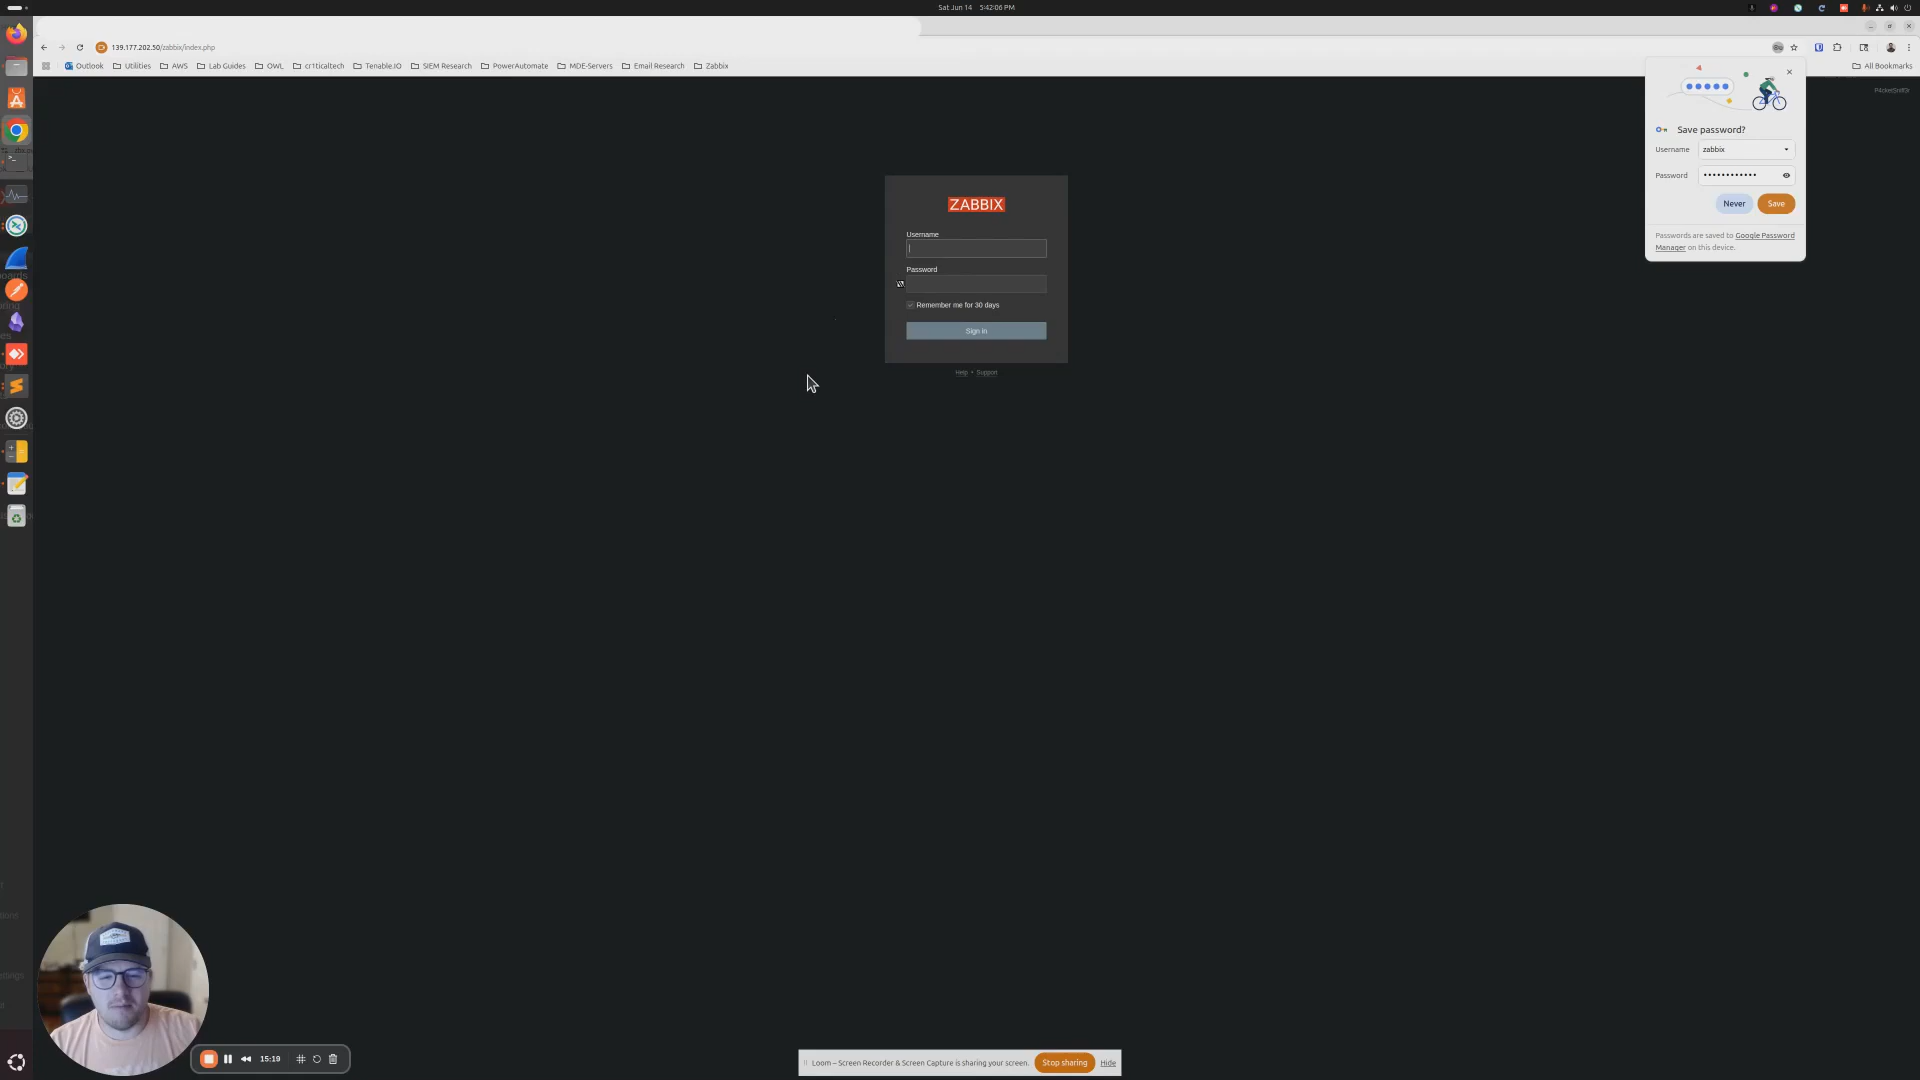 Sat Jun 14 5:42:06 PM
139.177.202.50/zabbix/index.php
Outlook Utilities AWS Lab Guides OWL cr1ticaltech Tenable.IO SIEM Research PowerAutomate MDE-Servers Email Research Zabbix All Bookmarks
P4cketSniff3r
Save password?
Username zabbix
Password ••••••••••••
Never Save
Passwords are saved to Google Password
Manager on this device.
ZABBIX
Username
Password
Remember me for 30 days
Sign in
Help • Support
15:19
Loom – Screen Recorder & Screen Capture is sharing your screen. Stop sharing Hide